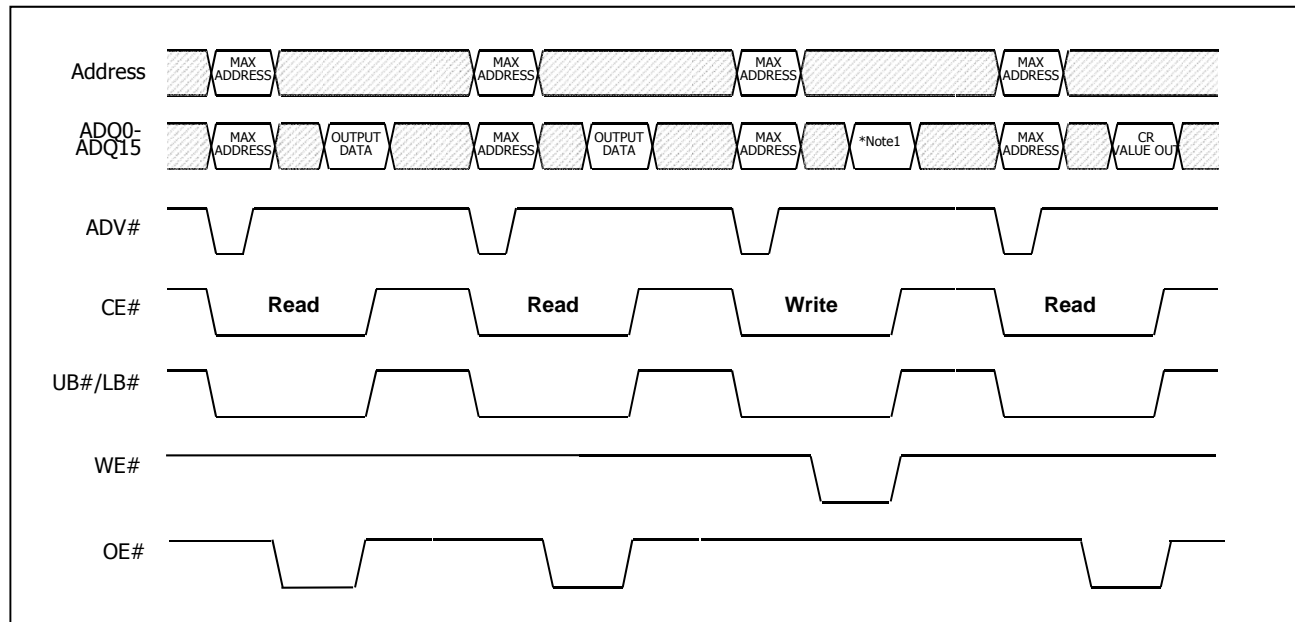 Address
MAX
ADDRESS
MAX
ADDRESS
MAX
ADDRESS
MAX
ADDRESS
ADQ0-
ADQ15
MAX
ADDRESS
OUTPUT
DATA
MAX
ADDRESS
OUTPUT
DATA
MAX
ADDRESS
*Note1
MAX
ADDRESS
CR
VALUE OUT
ADV#
CE#
Read
Read
Write
Read
UB#/LB#
WE#
OE#